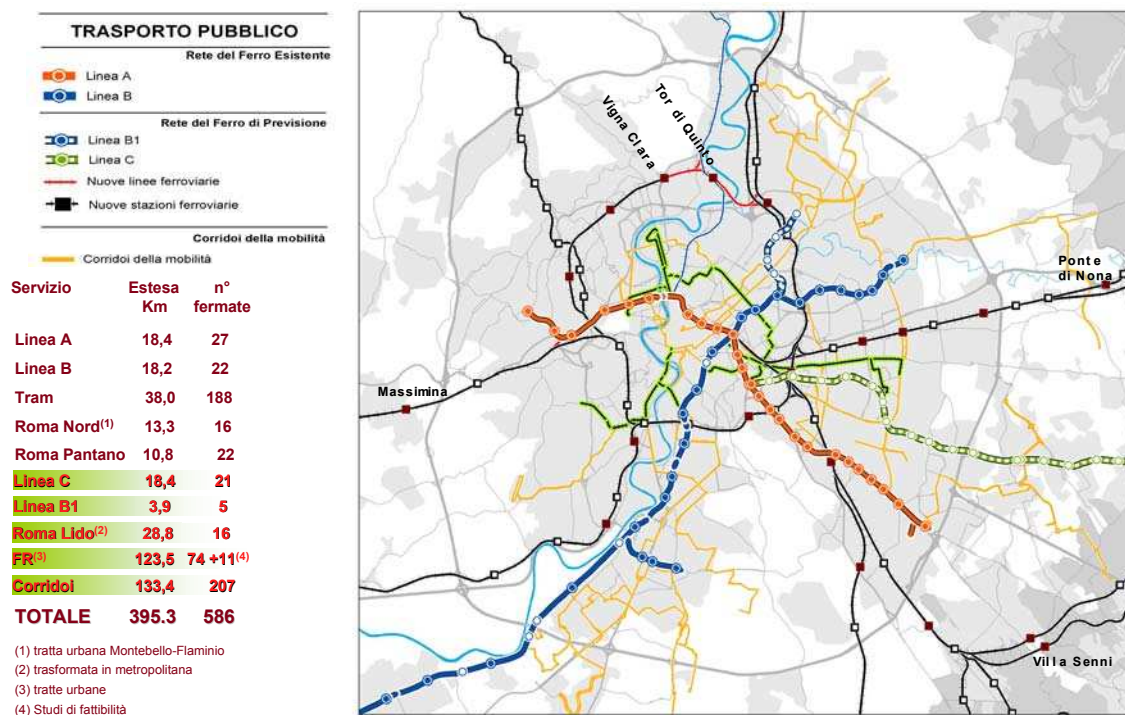 TRASPORTO PUBBLICO
Rete del Ferro Esistente
Linea A
Linea B
Rete del Ferro di Previsione
Linea B1
Linea C
Nuove linee ferroviarie
Nuove stazioni ferroviarie
Corridoi della mobilità
Corridoi della mobilità
Servizio Estesa Km n° fermate
Linea A 18,4 27
Linea B 18,2 22
Tram 38,0 188
Roma Nord(1) 13,3 16
Roma Pantano 10,8 22
Linea C 18,4 21
Linea B1 3,9 5
Roma Lido(2) 28,8 16
FR(3) 123,5 74 +11(4)
Corridoi 133,4 207
TOTALE 395.3 586
(1) tratta urbana Montebello-Flaminio
(2) trasformata in metropolitana
(3) tratte urbane
(4) Studi di fattibilità
Vigna Clara
Tor di Quinto
Ponte
di Nona
Massimina
Villa Senni